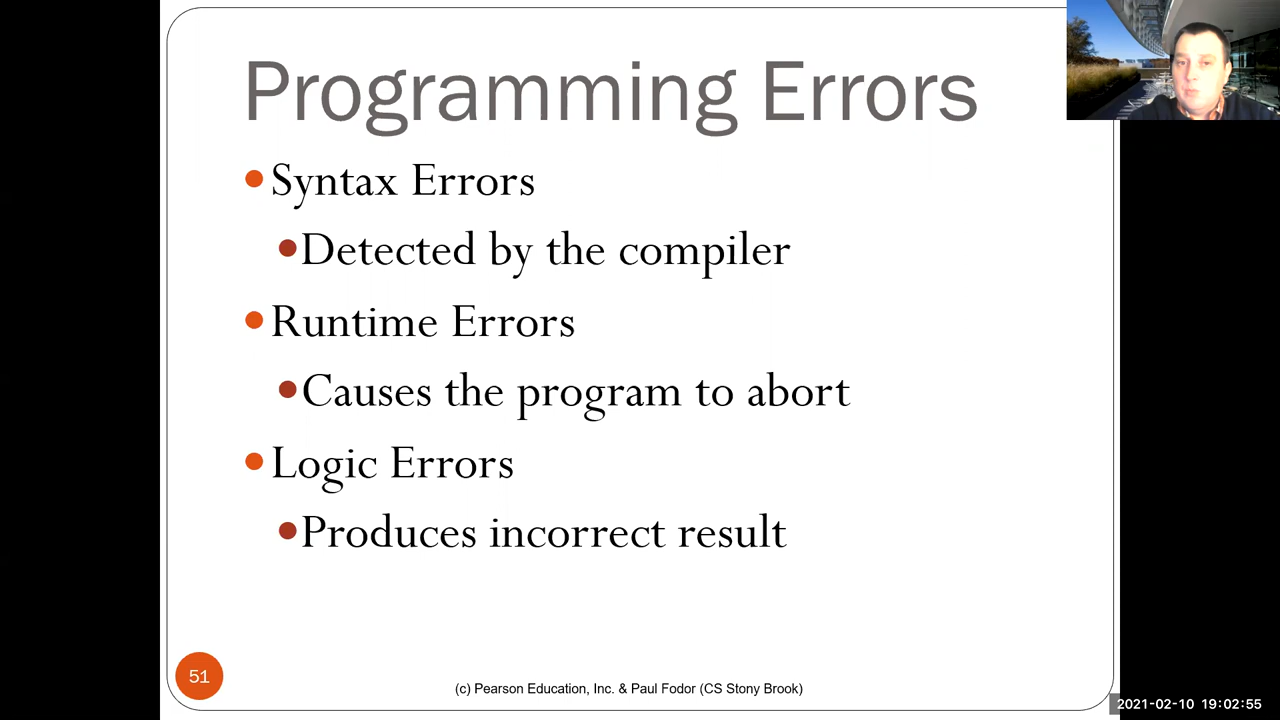 Programming Errors
•Syntax Errors
•Detected by the compiler
•Runtime Errors
•Causes the program to abort
•Logic Errors
•Produces incorrect result
51
(c) Pearson Education, Inc. & Paul Fodor (CS Stony Brook)
2021-02-10 19:02:55